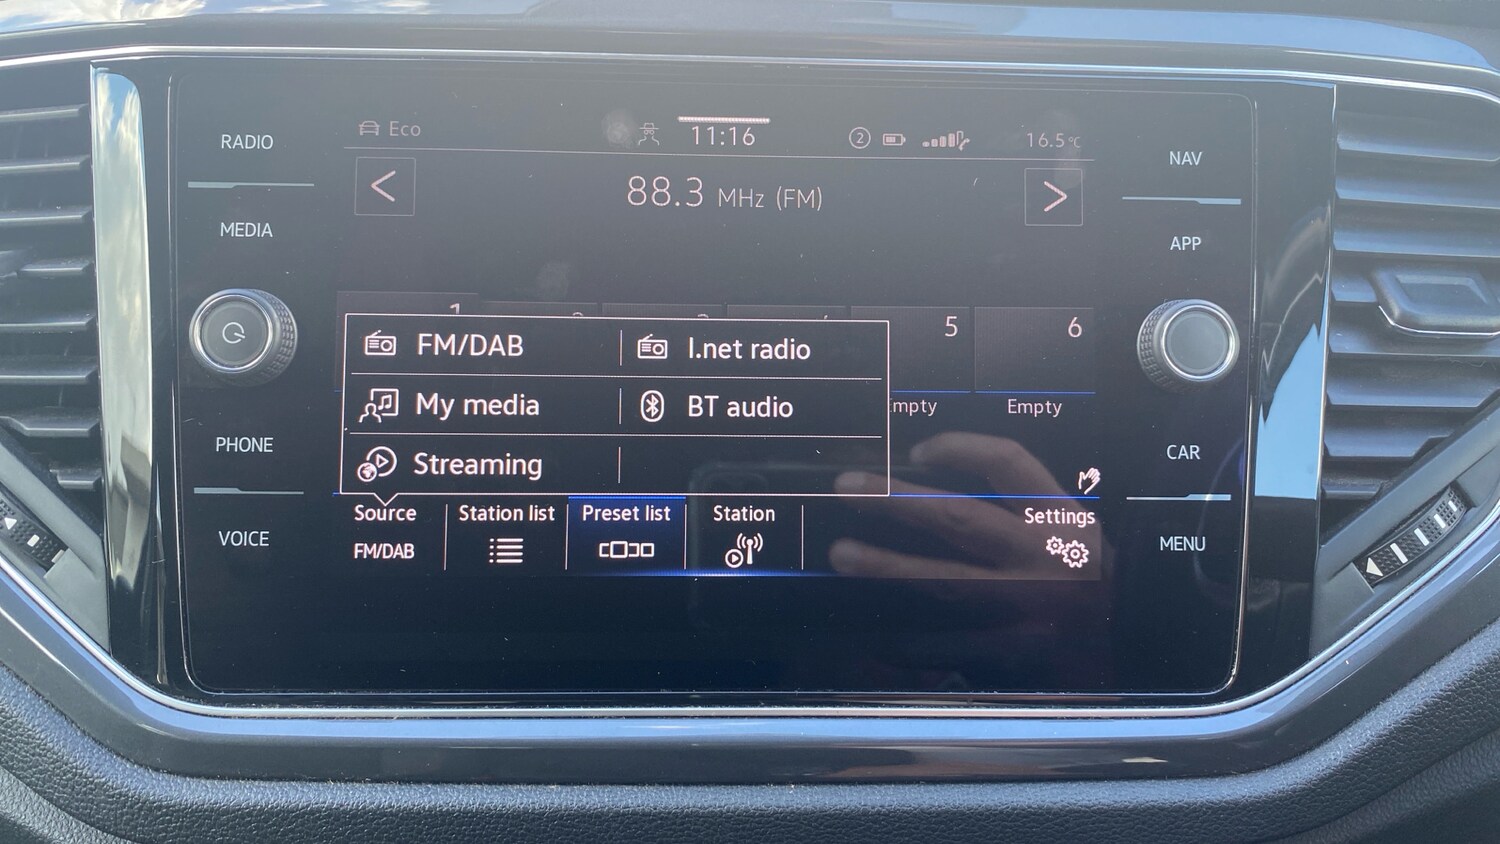 RADIO
MEDIA
PHONE
VOICE
Eco
11:16
2
16.5°C
<
88.3 MHz (FM)
>
1
5
6
FM/DAB
I.net radio
My media
BT audio
Streaming
Empty
Source
FM/DAB
Station list
Preset list
Station
Settings
NAV
APP
CAR
MENU